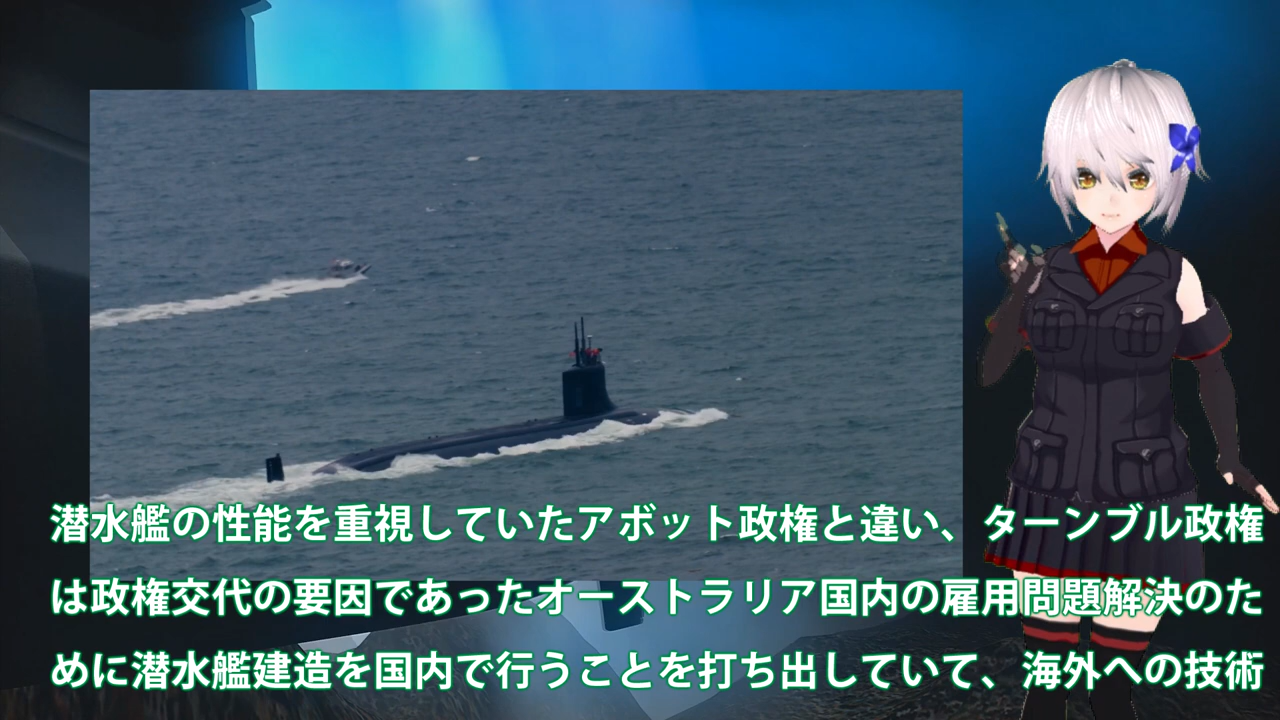 潜水艦の性能を重視していたアボット政権と違い、ターンブル政権
は政権交代の要因であったオーストラリア国内の雇用問題解決のた
めに潜水艦建造を国内で行うことを打ち出していて、海外への技術